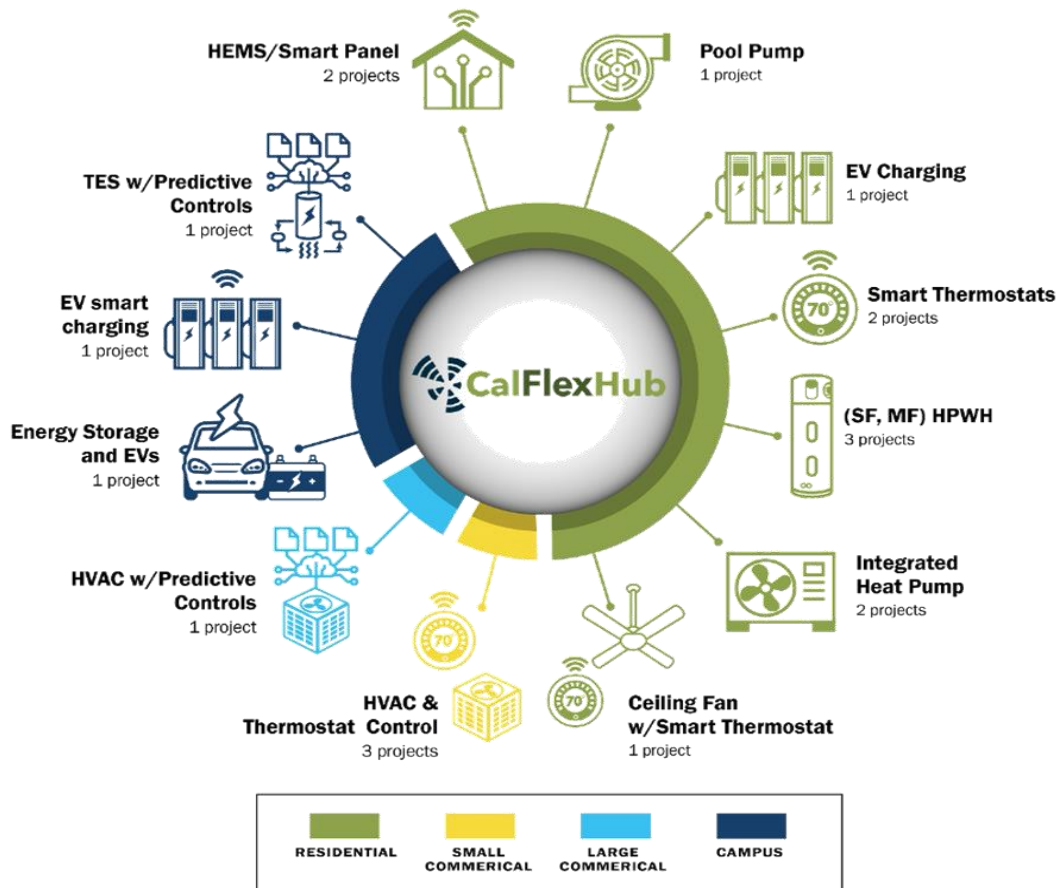 HEMS/Smart Panel
2 projects
Pool Pump
1 project
TES w/Predictive
Controls
1 project
EV Charging
1 project
EV smart
charging
1 project
Smart Thermostats
2 projects
70°
CalFlexHub
(SF, MF) HPWH
3 projects
Energy Storage
and EVs
1 project
HVAC w/Predictive
Controls
1 project
Integrated
Heat Pump
2 projects
70°
HVAC &
Thermostat Control
3 projects
70°
Ceiling Fan
w/Smart Thermostat
1 project
RESIDENTIAL
SMALL
COMMERICAL
LARGE
COMMERICAL
CAMPUS